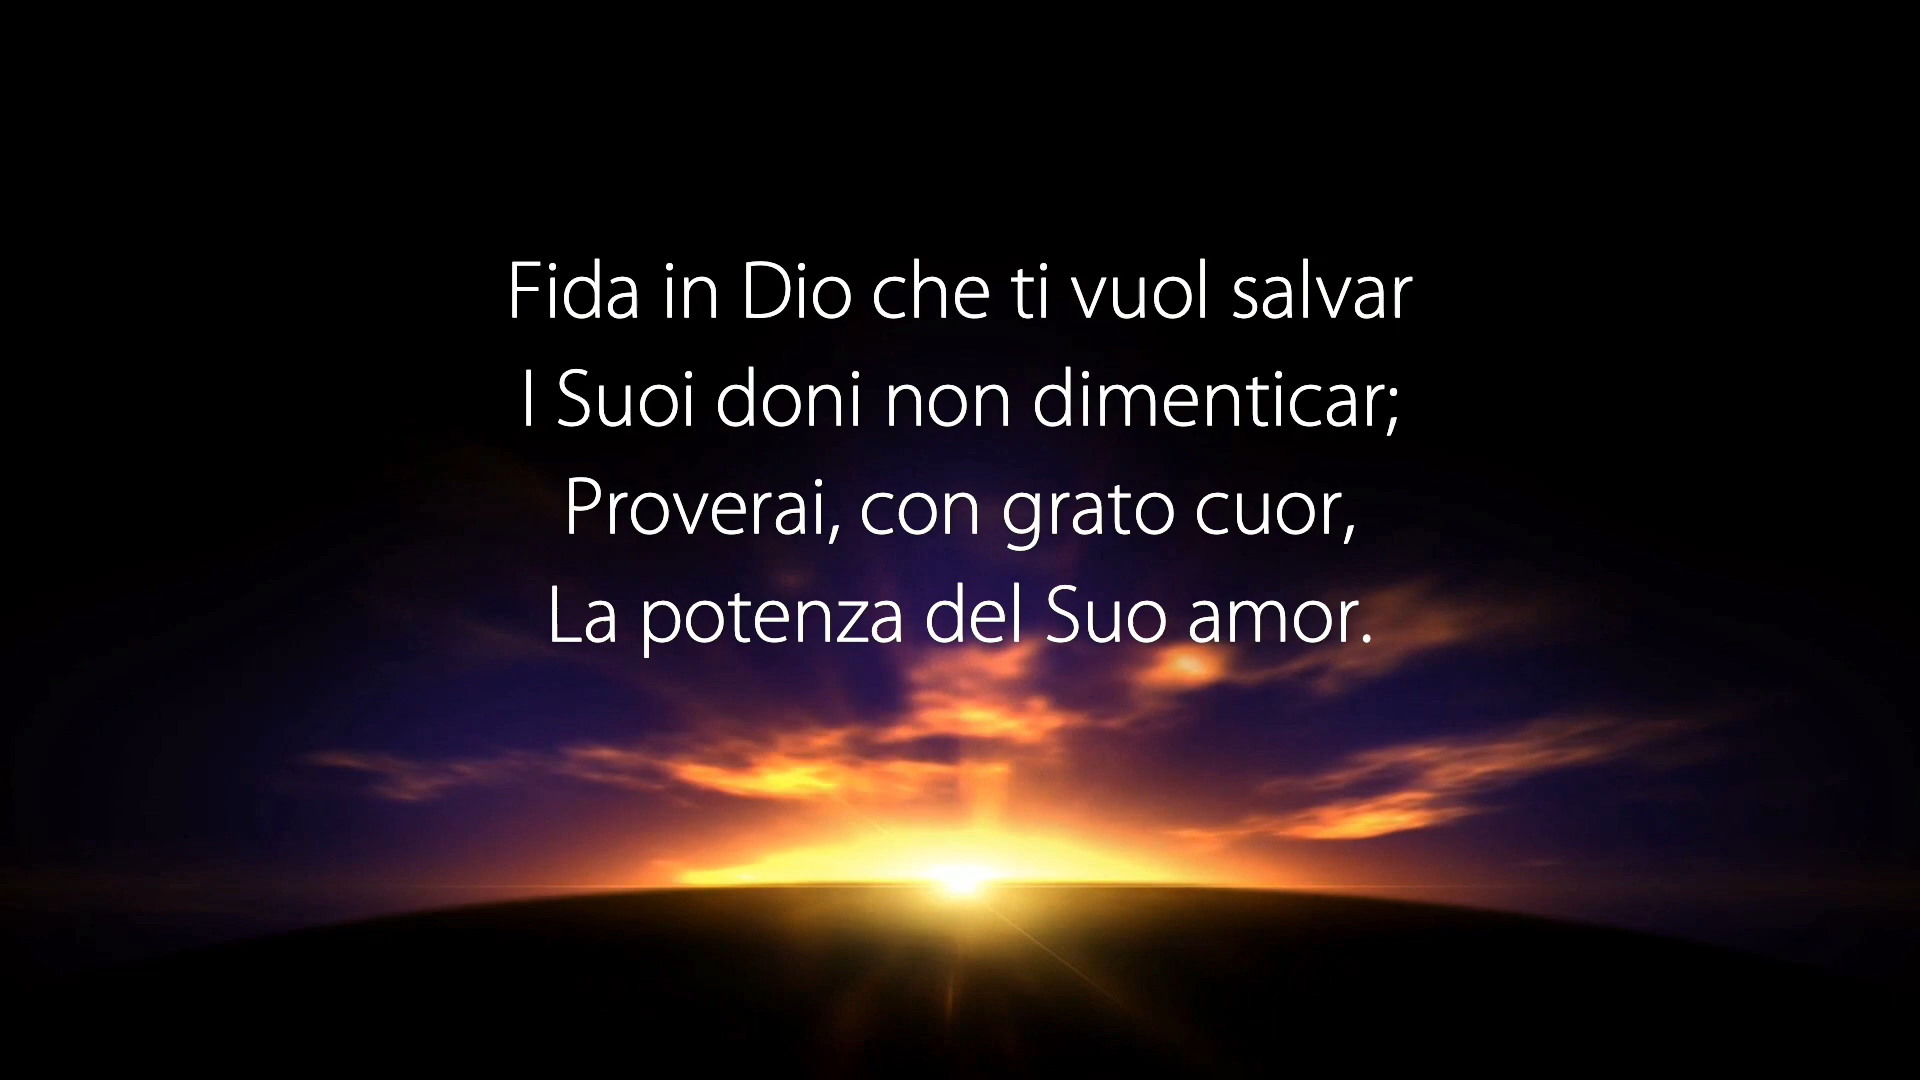 Fida in Dio che ti vuol salvar
I Suoi doni non dimenticar;
Proverai, con grato cuor,
La potenza del Suo amor.